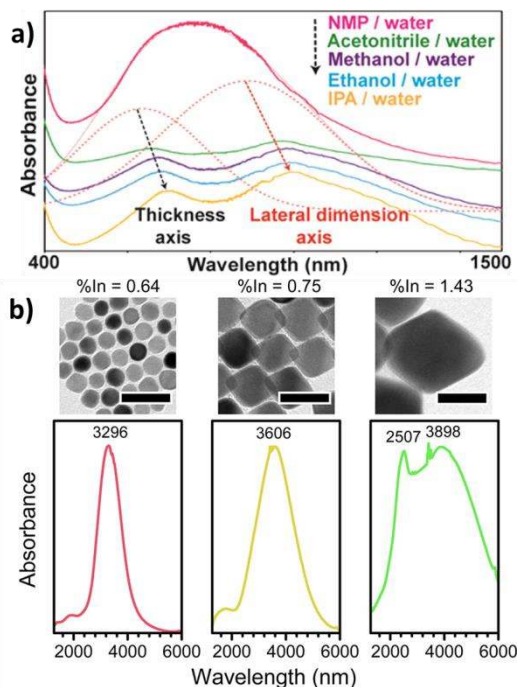 a)
NMP / water
Acetonitrile / water
Methanol / water
Ethanol / water
IPA / water
Absorbance
Thickness axis
Lateral dimension axis
400
Wavelength (nm)
1500
b)
%In = 0.64
%In = 0.75
%In = 1.43
3296
3606
2507
3898
Absorbance
2000 4000 6000
2000 4000 6000
2000 4000 6000
Wavelength (nm)